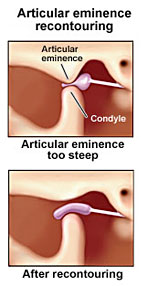 Articular eminence
recontouring
Articular
eminence
Condyle
Articular eminence
too steep
After recontouring